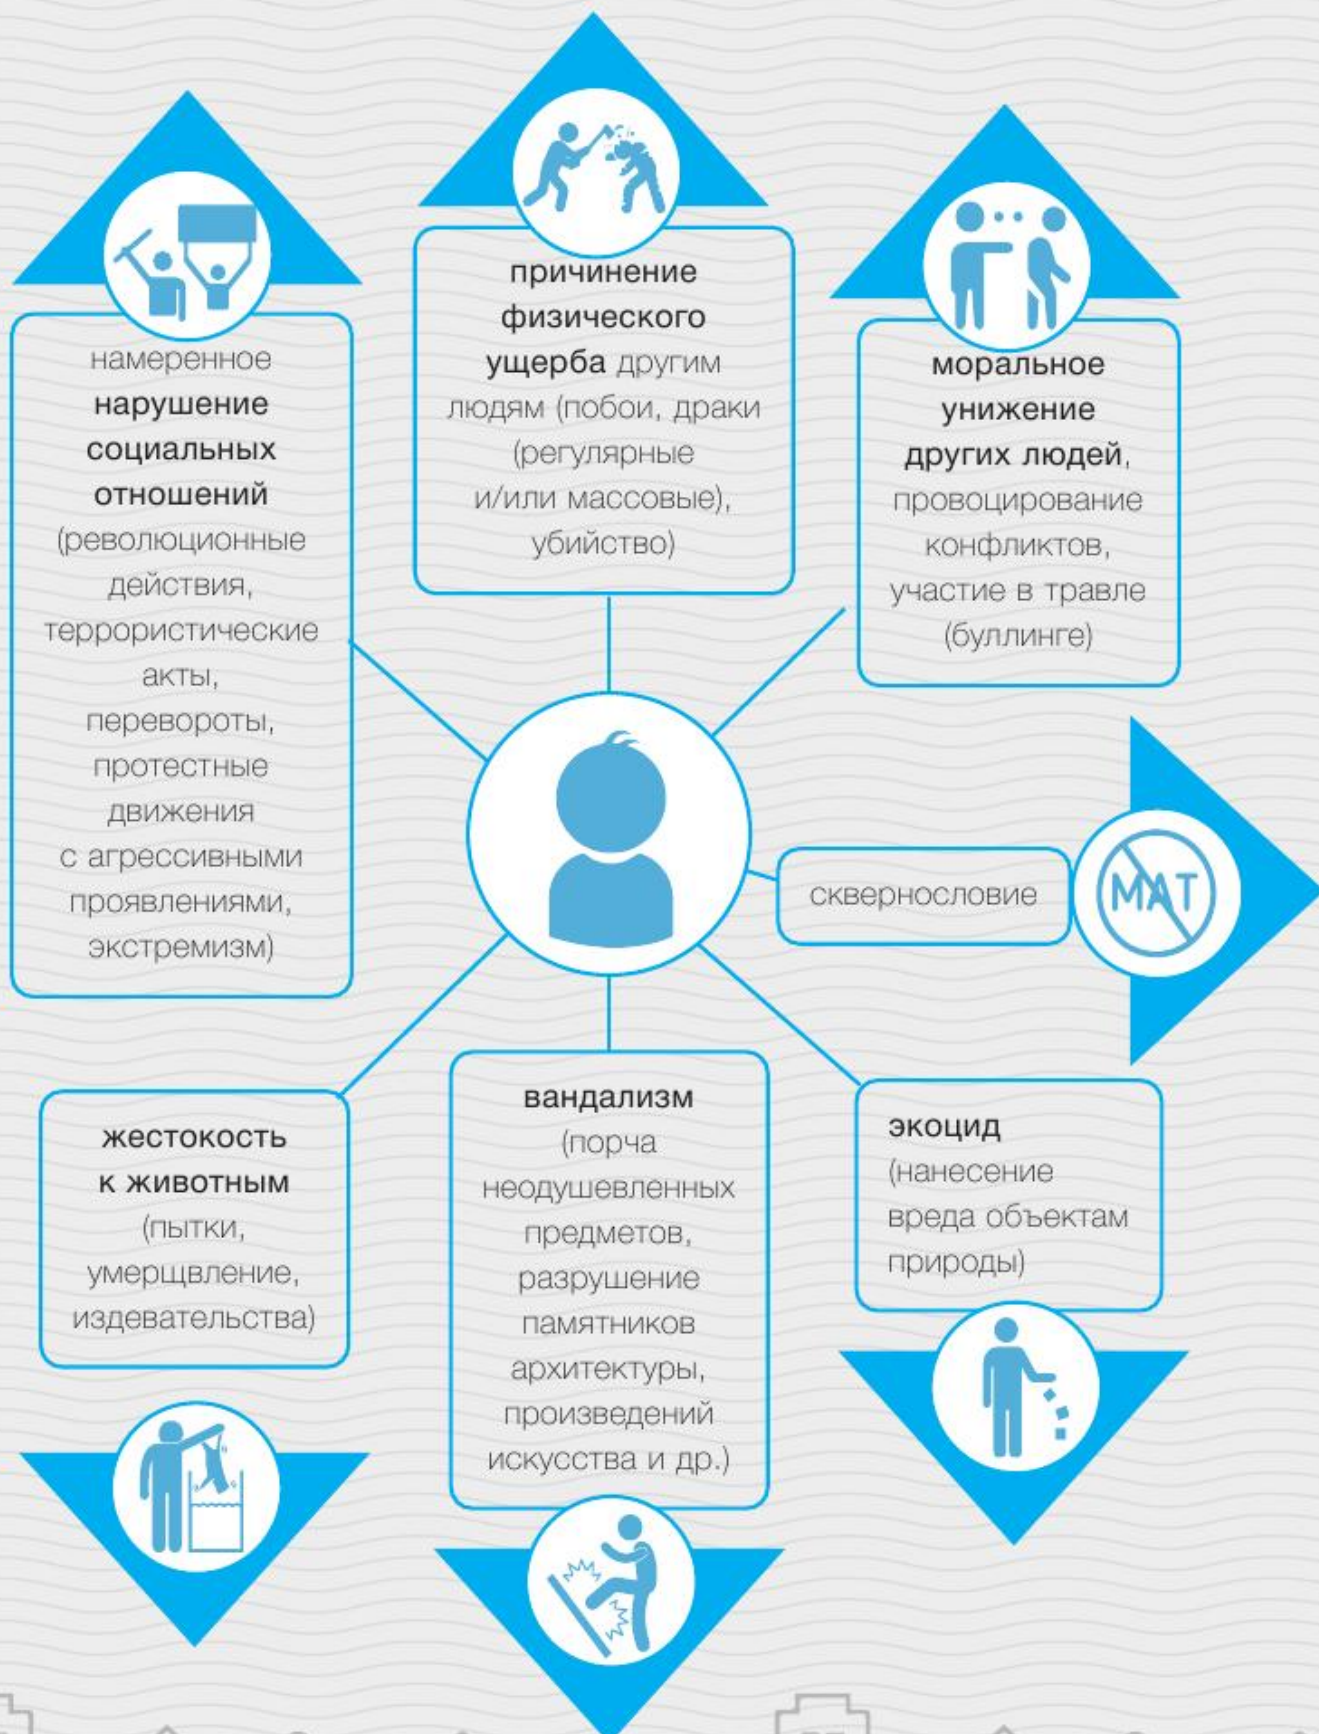 намеренное
нарушение
социальных
отношений
(революционные
действия,
террористические
акты,
перевороты,
протестные
движения
с агрессивными
проявлениями,
экстремизм)
причинение
физического
ущерба другим
людям (побои, драки
(регулярные
и/или массовые),
убийство)
моральное
унижение
других людей,
провоцирование
конфликтов,
участие в травле
(буллинге)
сквернословие
МАТ
жестокость
к животным
(пытки,
умерщвление,
издевательства)
вандализм
(порча
неодушевленных
предметов,
разрушение
памятников
архитектуры,
произведений
искусства и др.)
экоцид
(нанесение
вреда объектам
природы)